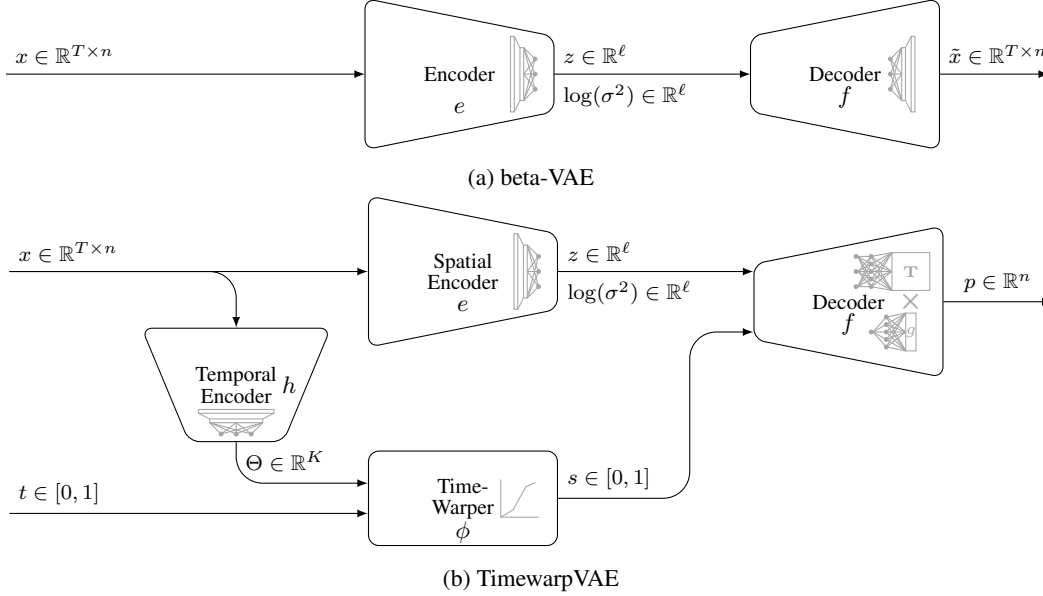 x ∈ ℝ^{T×n}
Encoder
e
z ∈ ℝ^ℓ
log(σ²) ∈ ℝ^ℓ
Decoder
f
x̃ ∈ ℝ^{T×n}
(a) beta-VAE
x ∈ ℝ^{T×n}
Spatial
Encoder
e
z ∈ ℝ^ℓ
log(σ²) ∈ ℝ^ℓ
T
×
g
Decoder
f
p ∈ ℝ^n
Temporal
Encoder h
Θ ∈ ℝ^K
t ∈ [0, 1]
Time-
Warper
ϕ
s ∈ [0, 1]
(b) TimewarpVAE